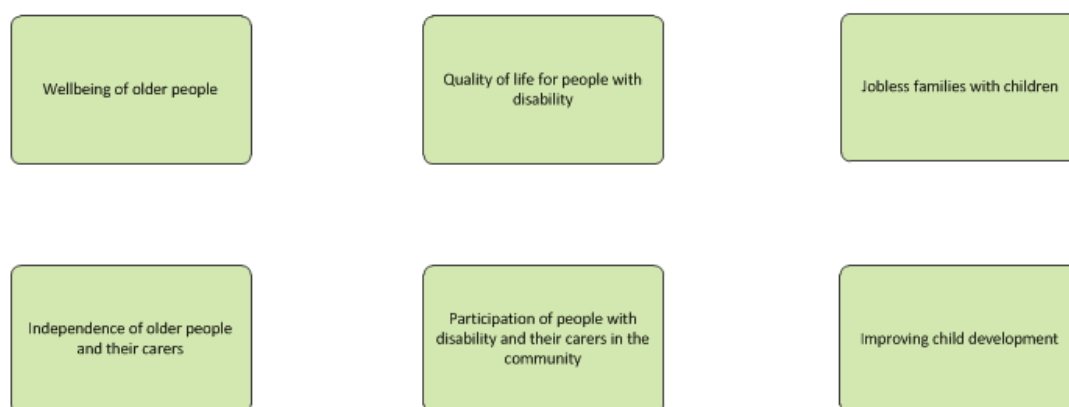 Wellbeing of older people
Quality of life for people with
disability
Jobless families with children
Independence of older people
and their carers
Participation of people with
disability and their carers in the
community
Improving child development